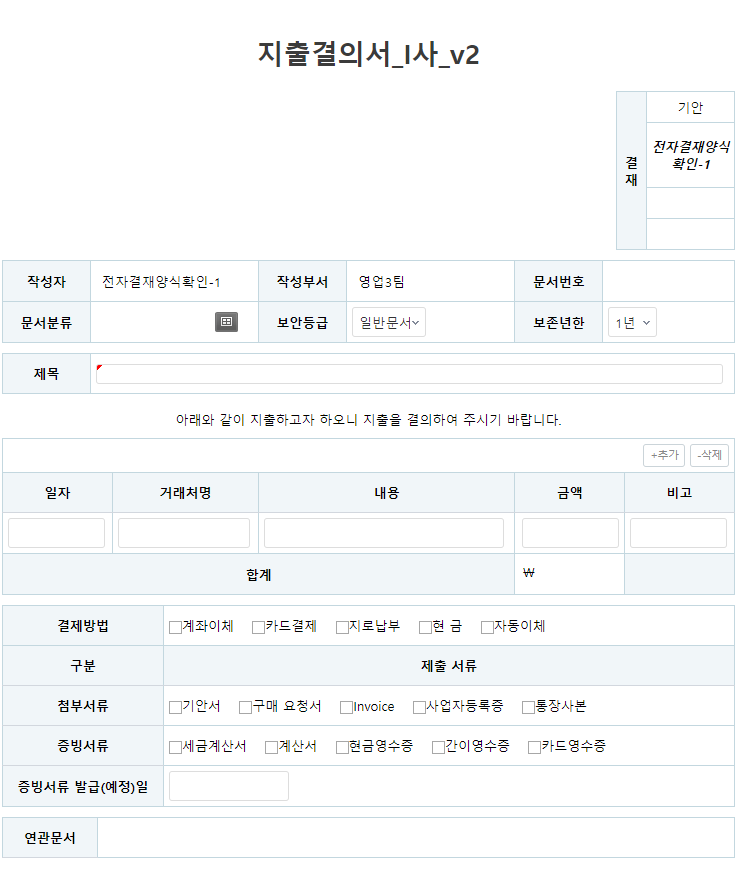 지출결의서_I사_v2
결재
기안
전자결재양식
확인-1
작성자 전자결재양식확인-1 작성부서 영업3팀 문서번호
문서분류 보안등급 일반문서 보존년한 1년
제목
아래와 같이 지출하고자 하오니 지출을 결의하여 주시기 바랍니다.
+추가 -삭제
일자 거래처명 내용 금액 비고
합계 ₩
결제방법 계좌이체 카드결제 지로납부 현 금 자동이체
구분 제출 서류
첨부서류 기안서 구매 요청서 Invoice 사업자등록증 통장사본
증빙서류 세금계산서 계산서 현금영수증 간이영수증 카드영수증
증빙서류 발급(예정)일
연관문서